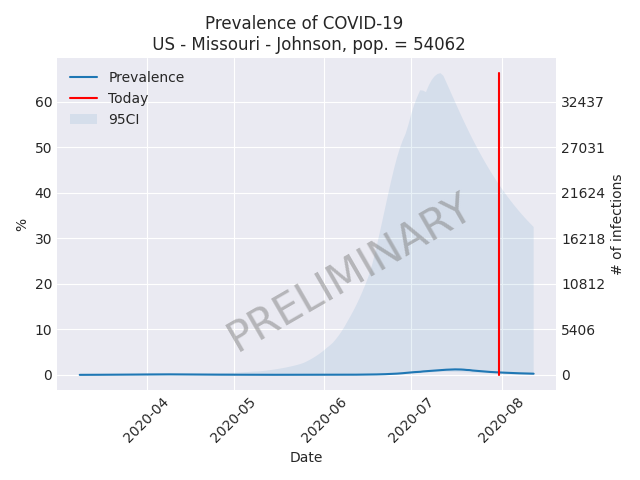 Prevalence of COVID-19
US - Missouri - Johnson, pop. = 54062
Prevalence
Today
95CI
60
50
40
30
20
10
0
%
32437
27031
21624
16218
10812
5406
0
# of infections
PRELIMINARY
2020-04
2020-05
2020-06
2020-07
2020-08
Date